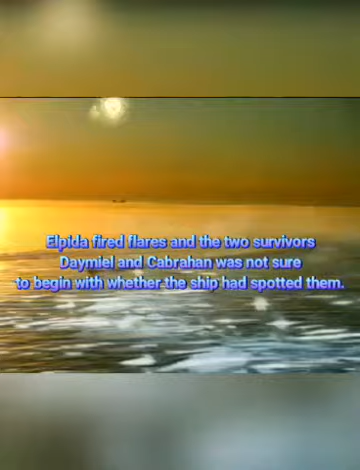 Elpida fired flares and the two survivors
Daymiel and Cabrahan was not sure
to begin with whether the ship had spotted them.